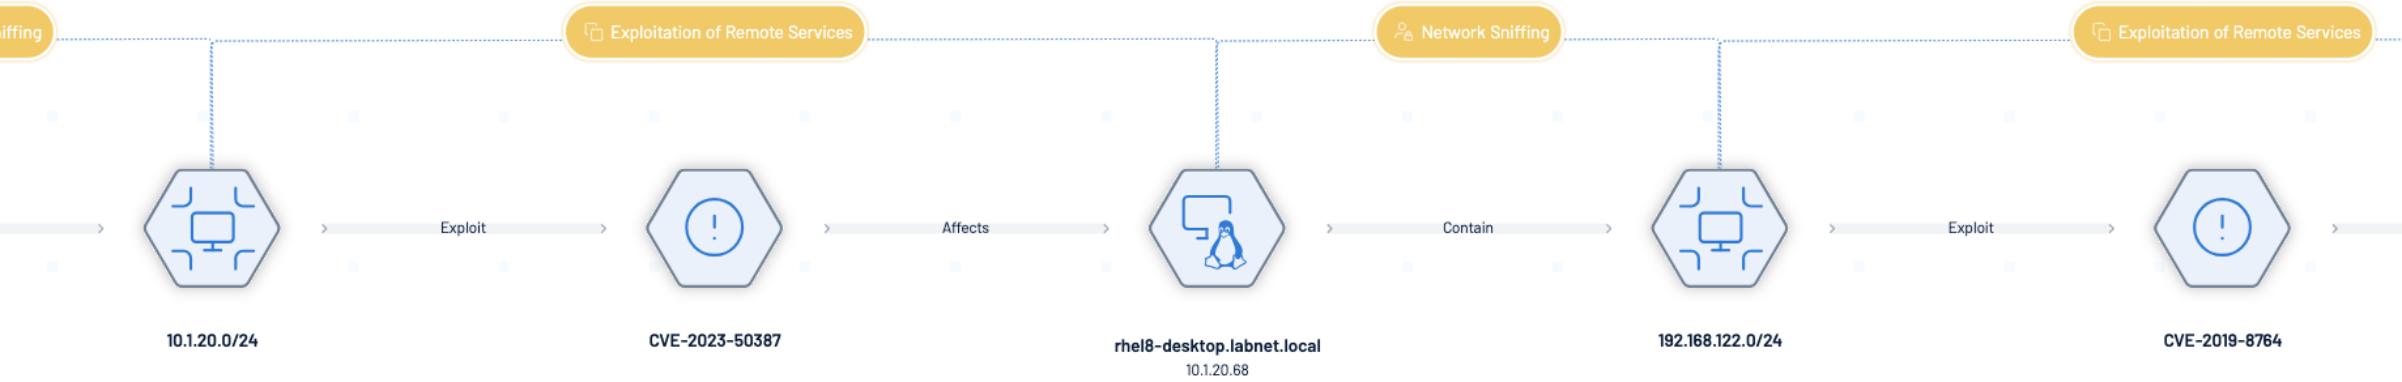 iffing
Exploitation of Remote Services
Network Sniffing
Exploitation of Remote Services
Exploit
Affects
Contain
Exploit
10.1.20.0/24
CVE-2023-50387
rhel8-desktop.labnet.local
10.1.20.68
192.168.122.0/24
CVE-2019-8764